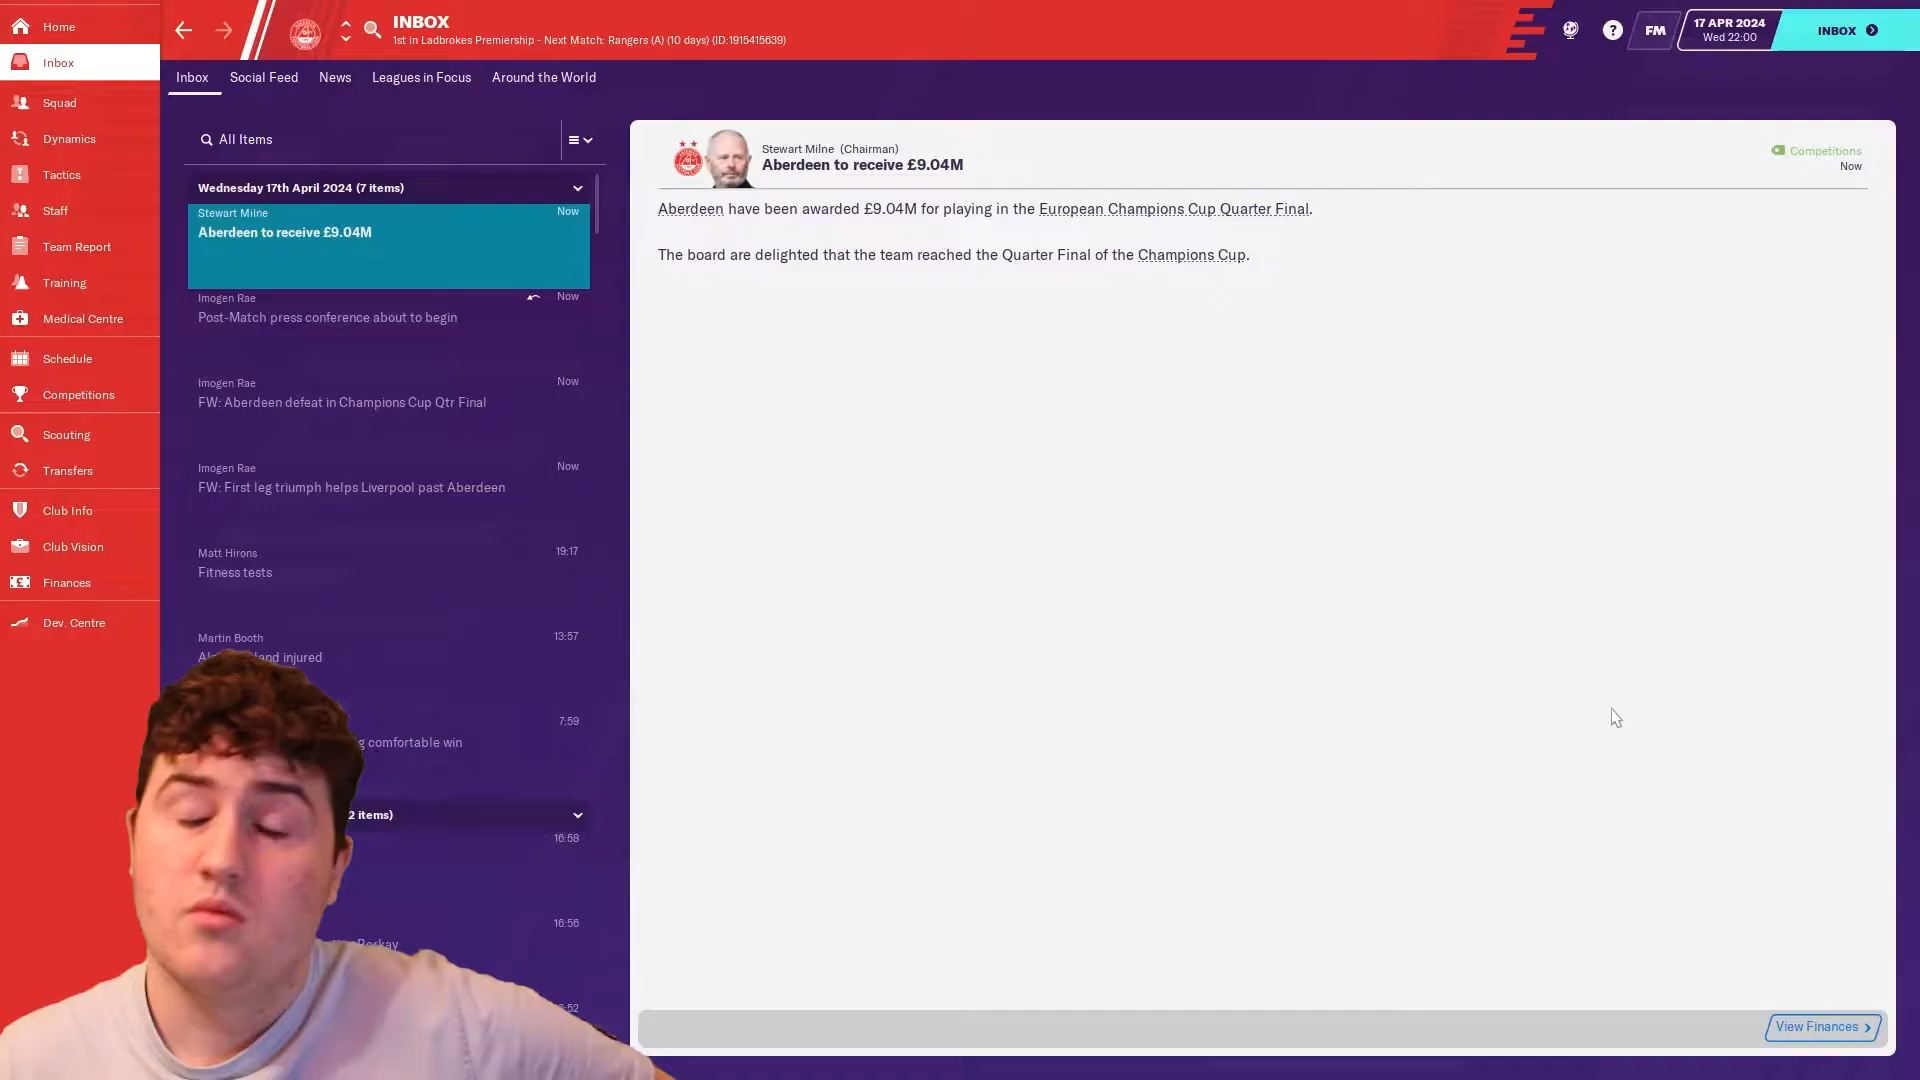 Home
Inbox
Squad
Dynamics
Tactics
Staff
Team Report
Training
Medical Centre
Schedule
Competitions
Scouting
Transfers
Club Info
Club Vision
Finances
Dev. Centre
INBOX
1st in Ladbrokes Premiership - Next Match: Rangers (A) (10 days) (ID:1915415639)
?
FM
17 APR 2024
Wed 22:00
INBOX
Inbox Social Feed News Leagues in Focus Around the World
All Items
Wednesday 17th April 2024 (7 items)
Stewart Milne Now
Aberdeen to receive £9.04M
Imogen Rae Now
Post-Match press conference about to begin
Imogen Rae Now
FW: Aberdeen defeat in Champions Cup Qtr Final
Imogen Rae Now
FW: First leg triumph helps Liverpool past Aberdeen
Matt Hirons 19:17
Fitness tests
Martin Booth 13:57
injured
7:59
comfortable win
2 items)
16:58
16:56
Stewart Milne (Chairman)
Aberdeen to receive £9.04M
Competitions
Now
Aberdeen have been awarded £9.04M for playing in the European Champions Cup Quarter Final.
The board are delighted that the team reached the Quarter Final of the Champions Cup.
View Finances